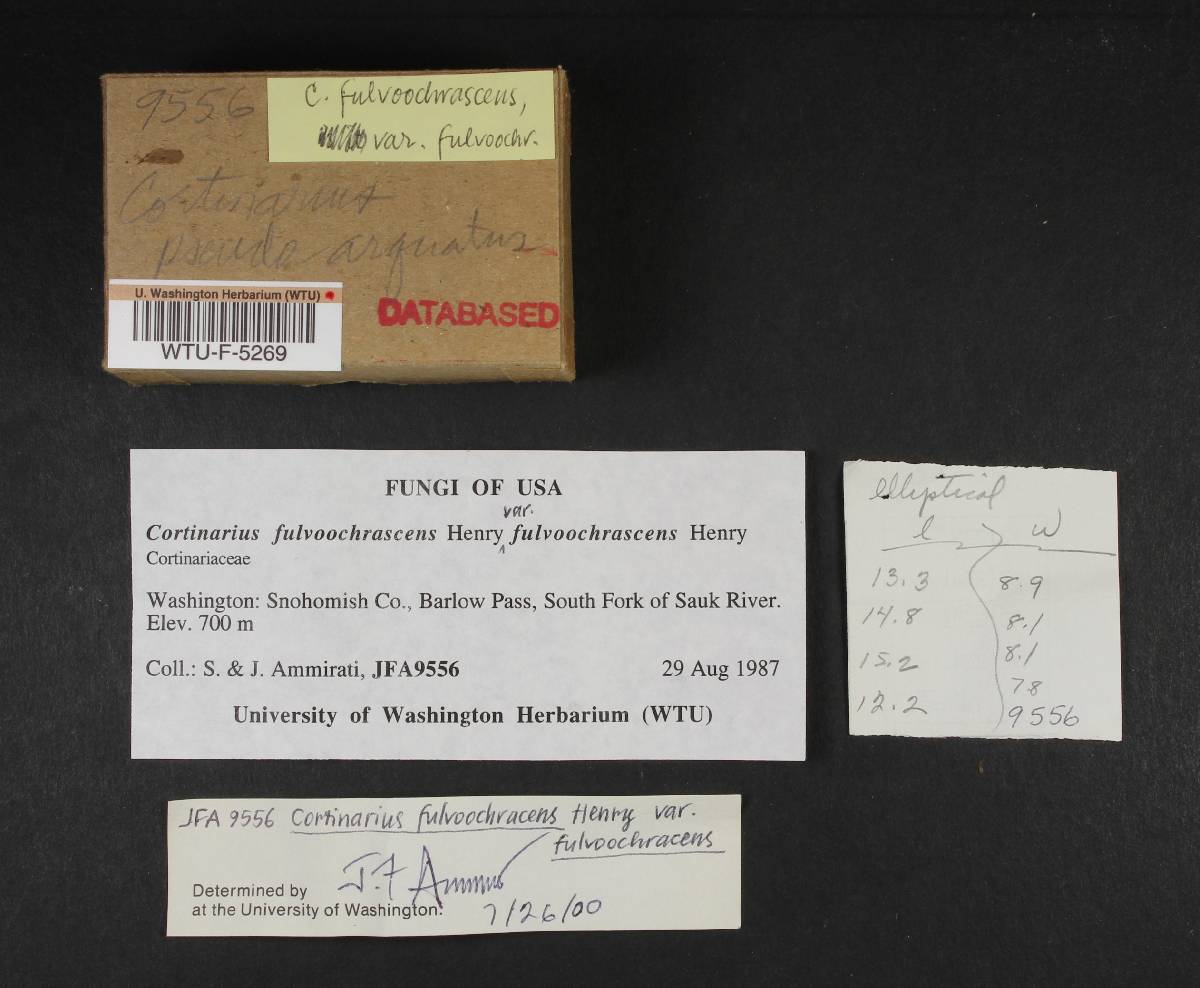 9556
C. fulvoochrascens,
var. fulvoochr.
Cortinarius
pseudo arquatus
U. Washington Herbarium (WTU)
WTU-F-5269
DATABASED
FUNGI OF USA
var.
Cortinarius fulvoochrascens Henry ^ fulvoochrascens Henry
Cortinariaceae
Washington: Snohomish Co., Barlow Pass, South Fork of Sauk River.
Elev. 700 m
Coll.: S. & J. Ammirati, JFA9556 29 Aug 1987
University of Washington Herbarium (WTU)
elliptical
l w
13.3 8.9
14.8 8.1
15.2 8.1
12.2 78
9556
JFA 9556 Cortinarius fulvoochracens Henry var.
fulvoochracens
J.F. Ammirati
Determined by
at the University of Washington: 7/26/00